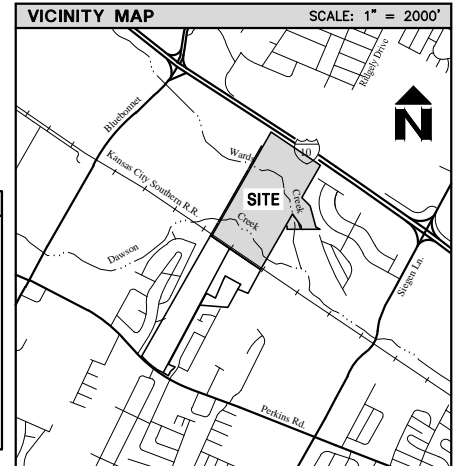 VICINITY MAP
SCALE: 1" = 2000'
Ridgely Drive
Bluebonnet
N
Wards
10
Kansas City Southern R.R.
SITE
Creek
Creek
Dawson
Siegen Ln.
Perkins Rd.